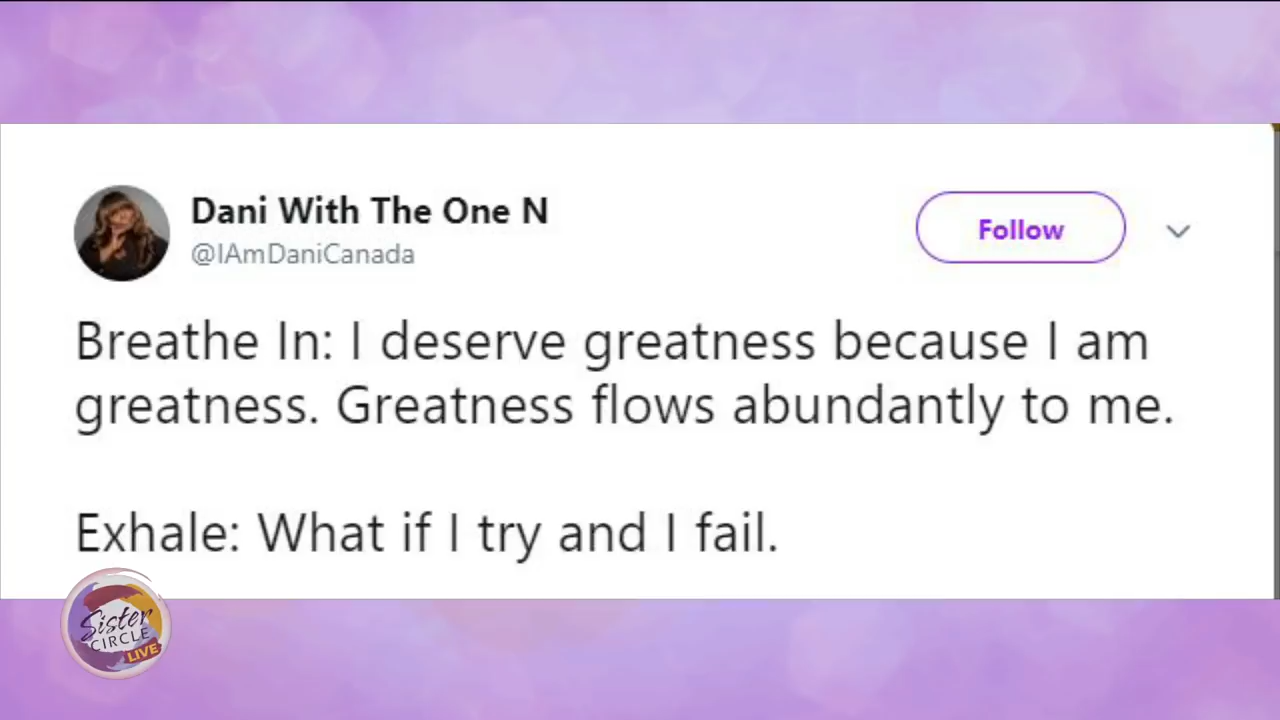 Dani With The One N
@IAmDaniCanada
Follow
Breathe In: I deserve greatness because I am
greatness. Greatness flows abundantly to me.
Exhale: What if I try and I fail.
Sister
CIRCLE
LIVE